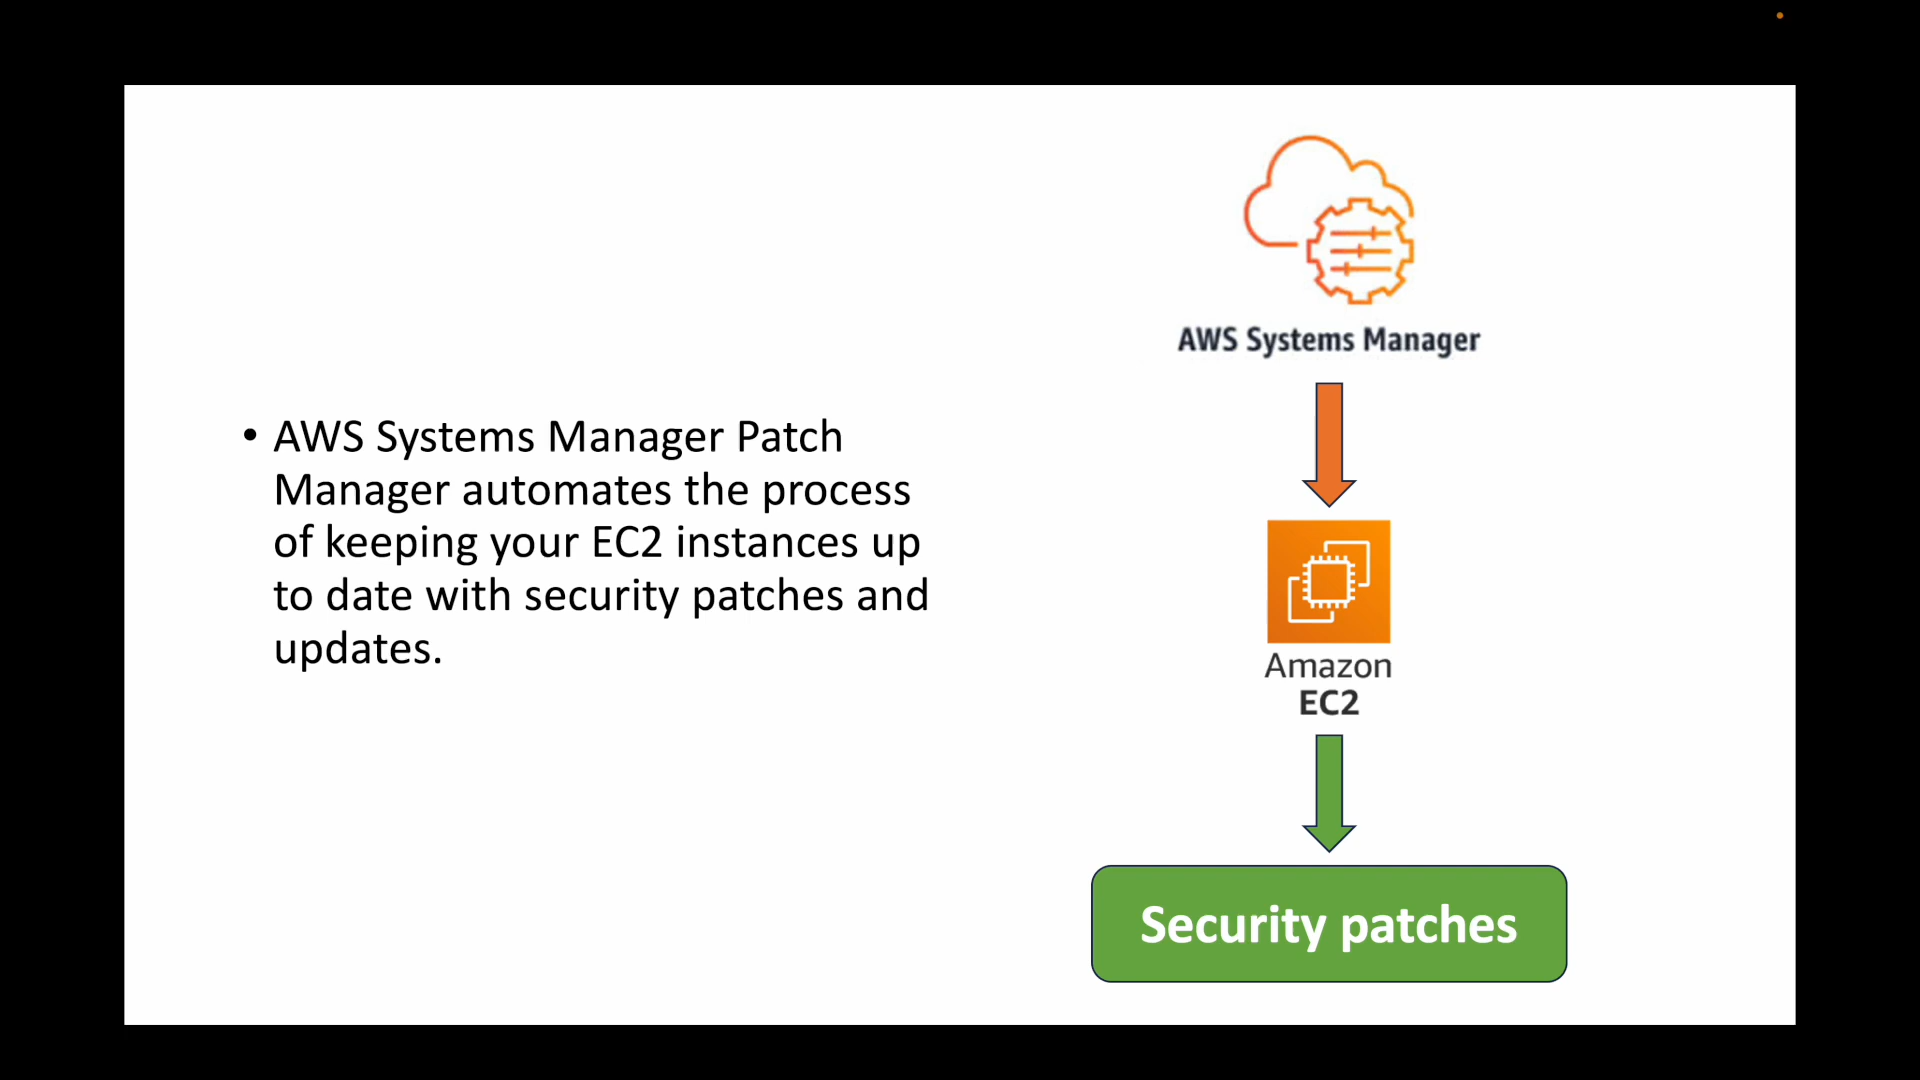 • AWS Systems Manager Patch
Manager automates the process
of keeping your EC2 instances up
to date with security patches and
updates.
AWS Systems Manager
Amazon
EC2
Security patches